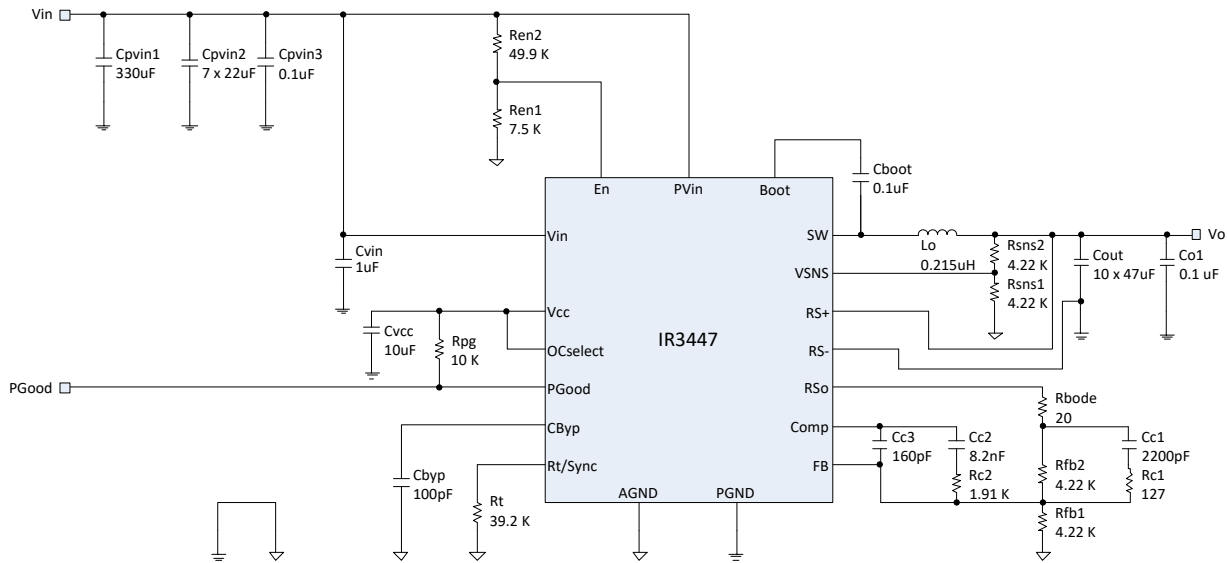 Vin
Cpvin1
330uF
Cpvin2
7 x 22uF
Cpvin3
0.1uF
Ren2
49.9 K
Ren1
7.5 K
Cboot
0.1uF
En
PVin
Boot
Vin
SW
Vo
Cvin
1uF
Lo
0.215uH
Rsns2
4.22 K
Cout
10 x 47uF
Co1
0.1 uF
VSNS
Rsns1
4.22 K
Vcc
RS+
Cvcc
10uF
Rpg
10 K
IR3447
OCselect
RS-
PGood
PGood
RSo
Rbode
20
CByp
Comp
Cc3
160pF
Cc2
8.2nF
Cc1
2200pF
Rt/Sync
FB
Cbyp
100pF
Rc2
1.91 K
Rfb2
4.22 K
Rc1
127
Rt
39.2 K
AGND
PGND
Rfb1
4.22 K